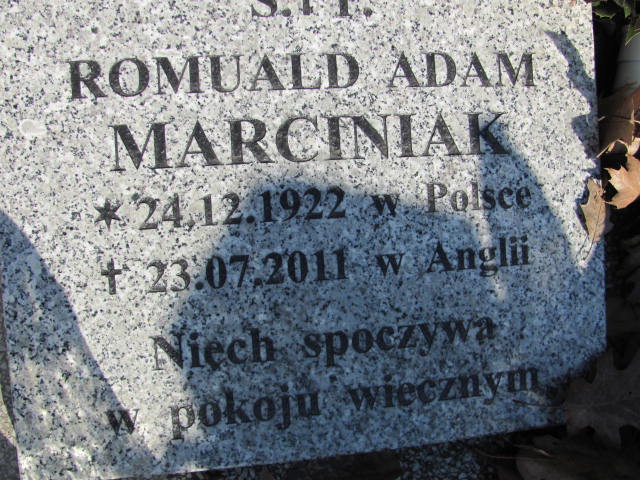 Ś.†P.
ROMUALD ADAM
MARCINIAK
✶ 24.12.1922 w Polsce
† 23.07.2011 w Anglii
Niech spoczywa
w pokoju wiecznym